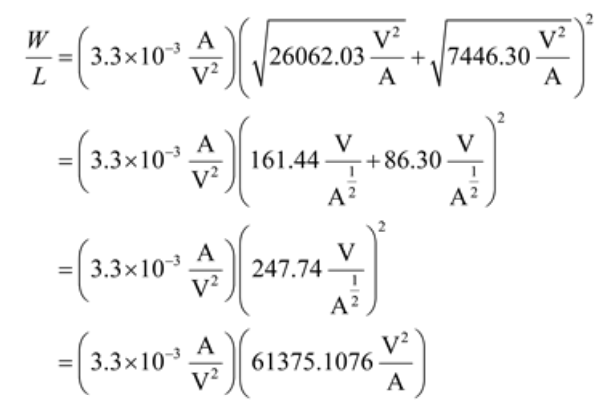 W/L = (3.3×10⁻³ A/V²)(√(26062.03 V²/A) + √(7446.30 V²/A))²
= (3.3×10⁻³ A/V²)(161.44 V/A^(1/2) + 86.30 V/A^(1/2))²
= (3.3×10⁻³ A/V²)(247.74 V/A^(1/2))²
= (3.3×10⁻³ A/V²)(61375.1076 V²/A)